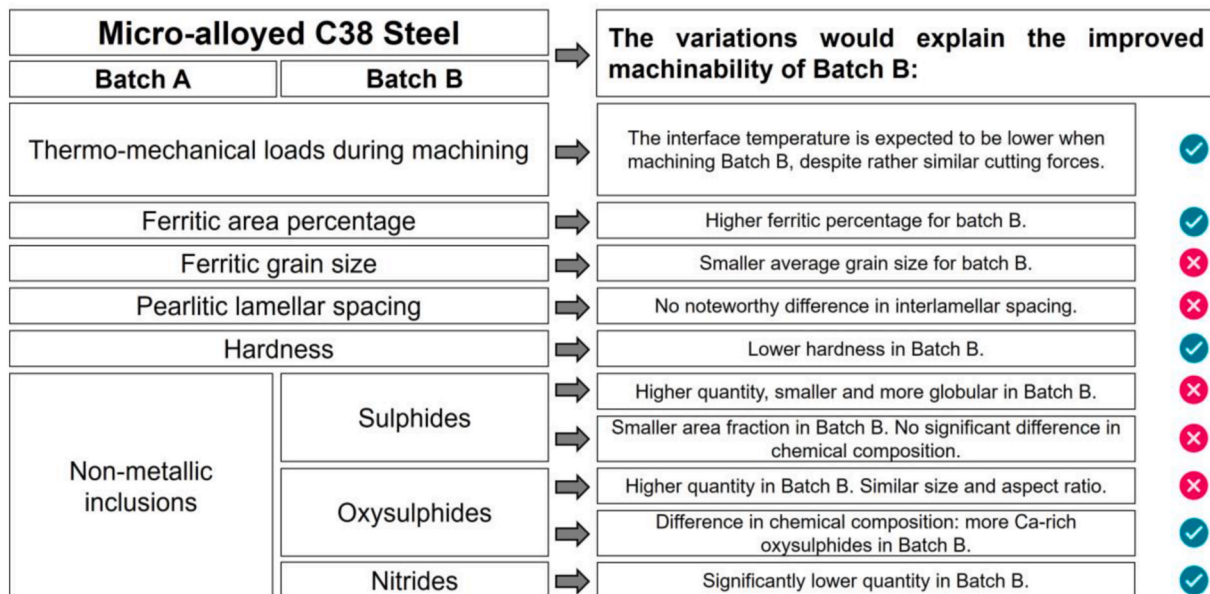 Micro-alloyed C38 Steel
Batch A
Batch B
The variations would explain the improved
machinability of Batch B:
Thermo-mechanical loads during machining
The interface temperature is expected to be lower when
machining Batch B, despite rather similar cutting forces.
Ferritic area percentage
Higher ferritic percentage for batch B.
Ferritic grain size
Smaller average grain size for batch B.
Pearlitic lamellar spacing
No noteworthy difference in interlamellar spacing.
Hardness
Lower hardness in Batch B.
Non-metallic
inclusions
Sulphides
Higher quantity, smaller and more globular in Batch B.
Smaller area fraction in Batch B. No significant difference in
chemical composition.
Oxysulphides
Higher quantity in Batch B. Similar size and aspect ratio.
Difference in chemical composition: more Ca-rich
oxysulphides in Batch B.
Nitrides
Significantly lower quantity in Batch B.